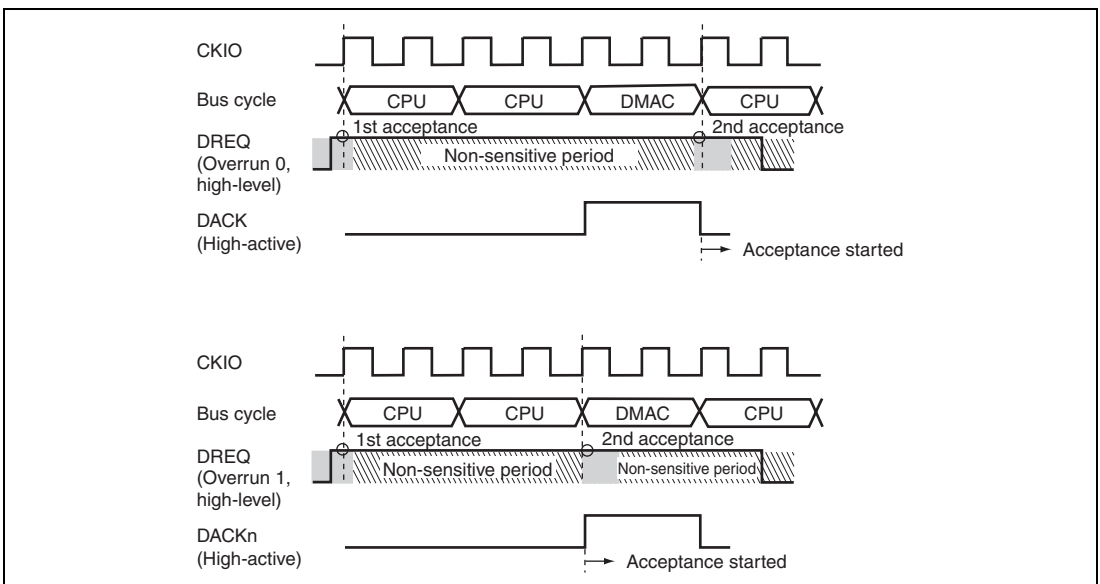 CKIO
Bus cycle CPU CPU DMAC CPU
1st acceptance 2nd acceptance
DREQ
(Overrun 0,
high-level)
Non-sensitive period
DACK
(High-active)
Acceptance started
CKIO
Bus cycle CPU CPU DMAC CPU
1st acceptance 2nd acceptance
DREQ
(Overrun 1,
high-level)
Non-sensitive period Non-sensitive period
DACKn
(High-active)
Acceptance started